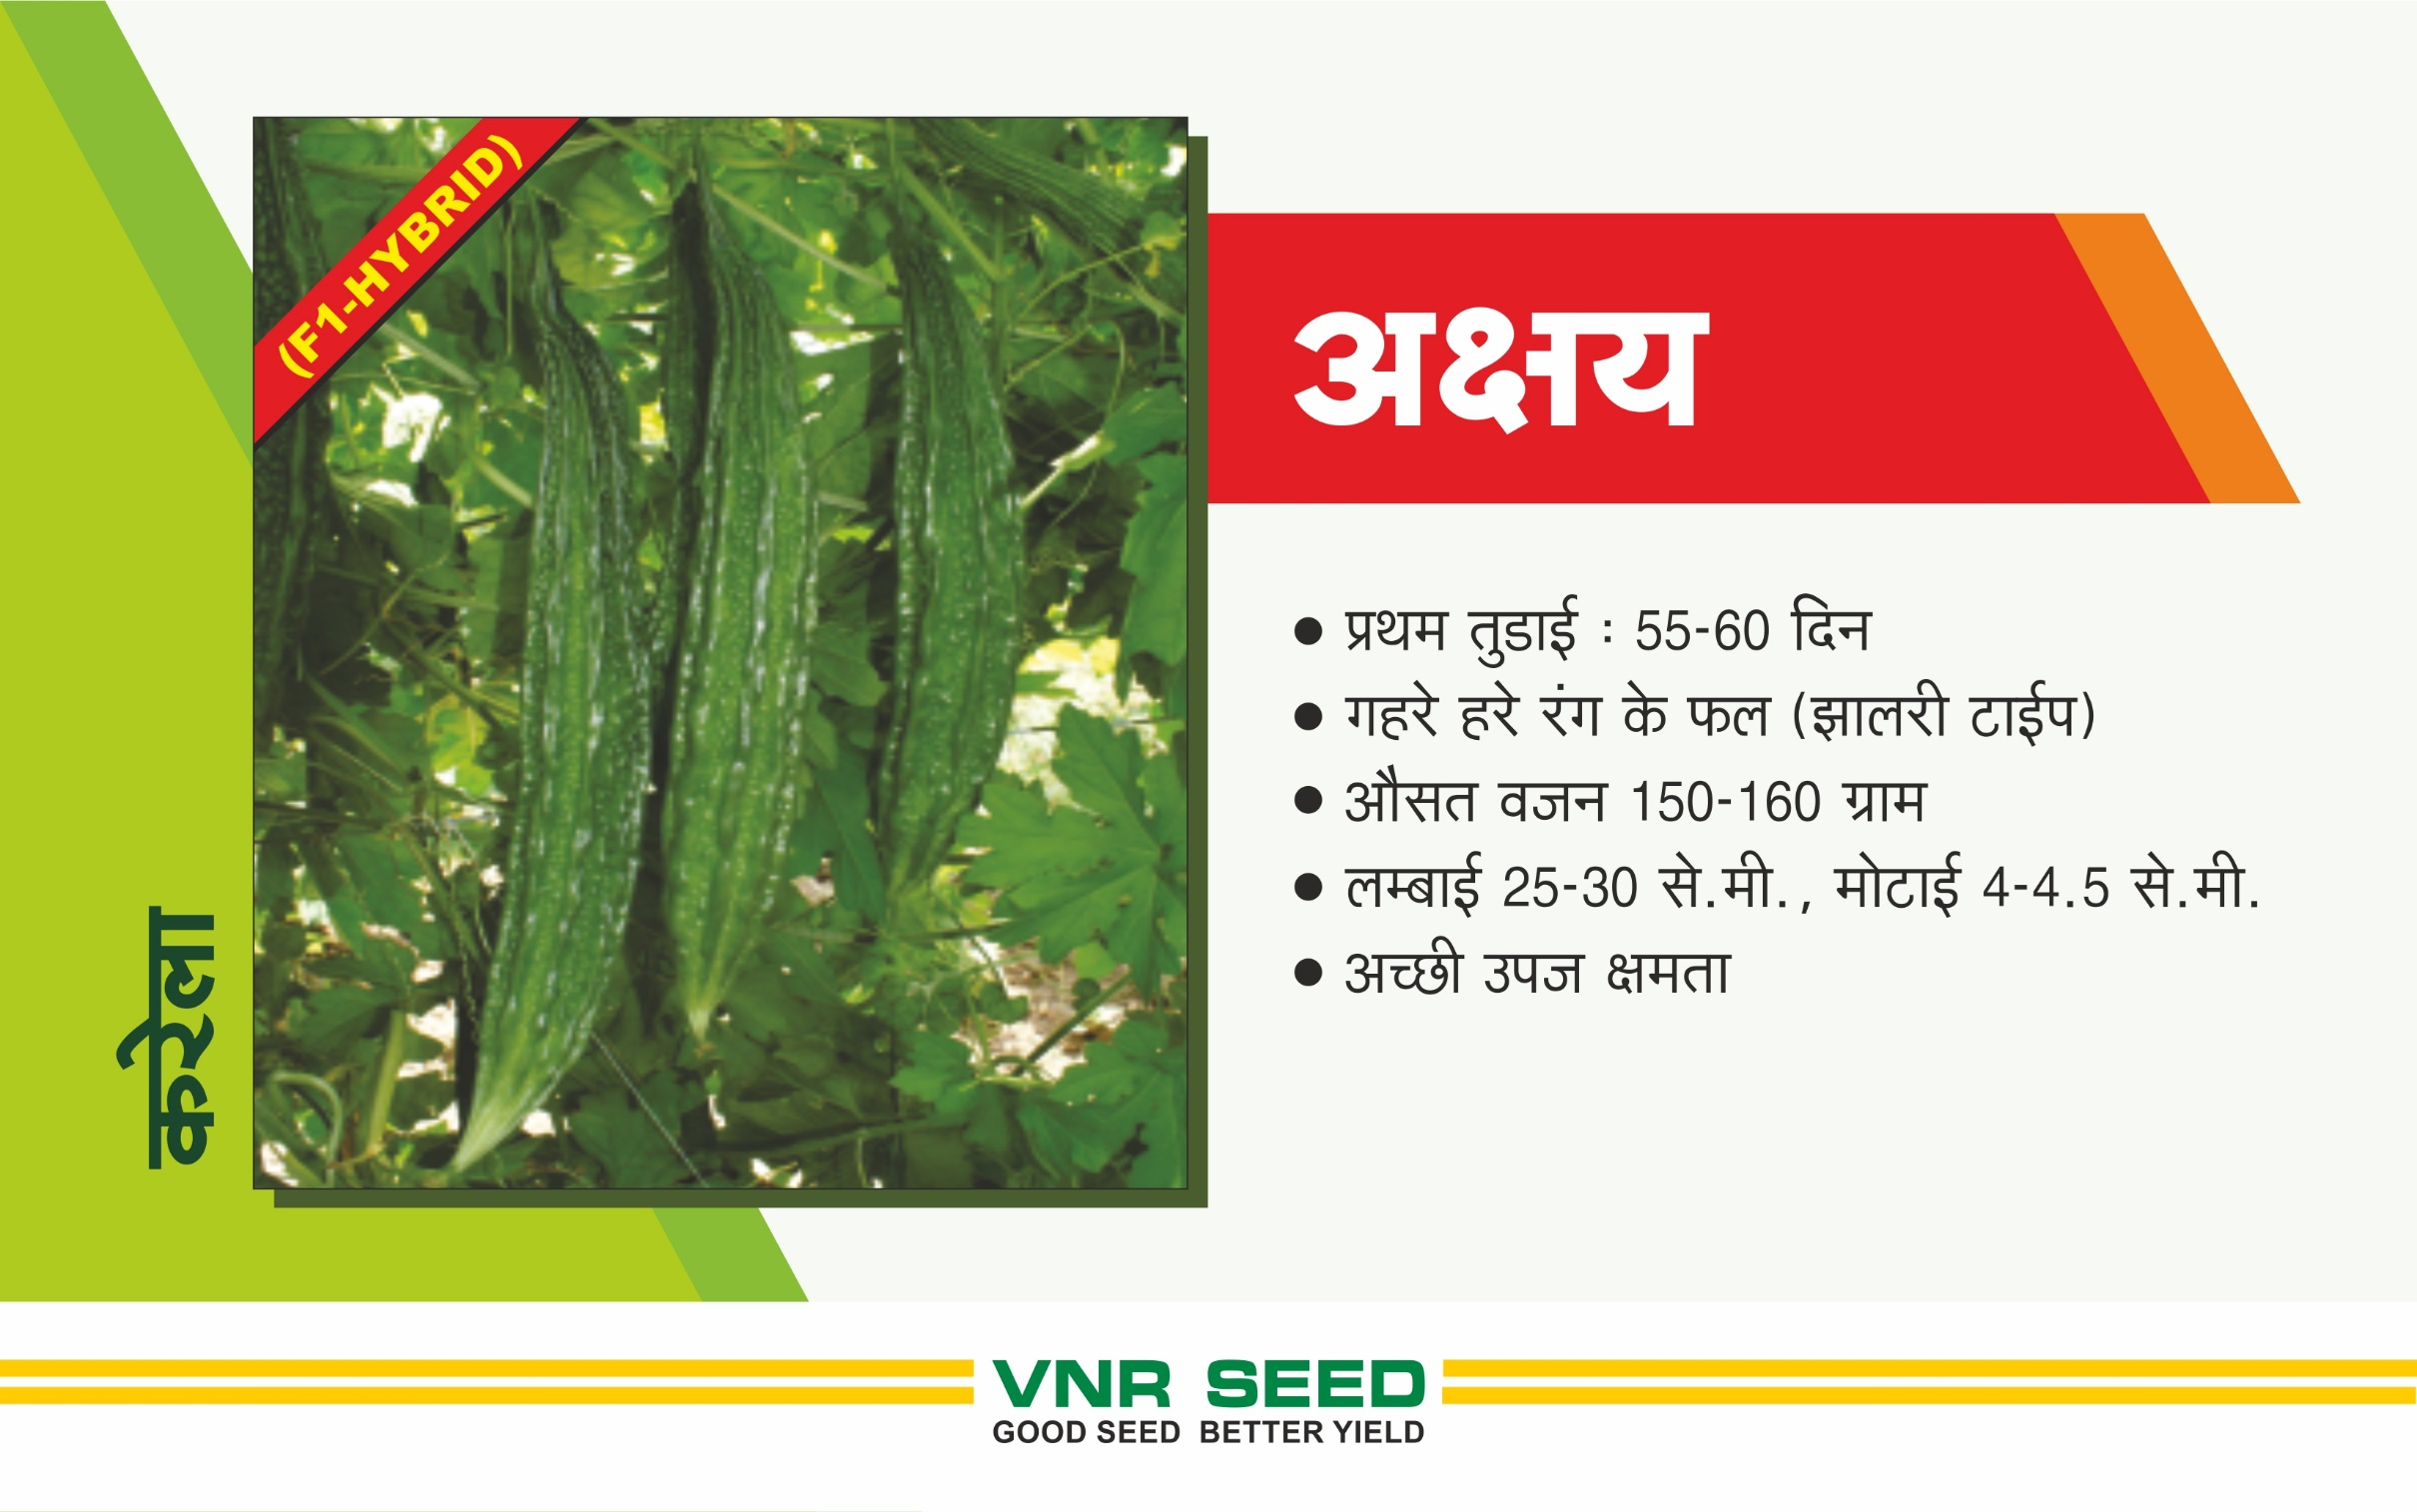 (F1-HYBRID)
अक्षय
● प्रथम तुडाई : 55-60 दिन
● गहरे हरे रंग के फल (झालरी टाईप)
● औसत वजन 150-160 ग्राम
● लम्बाई 25-30 से.मी., मोटाई 4-4.5 से.मी.
● अच्छी उपज क्षमता
करेला
VNR SEED
GOOD SEED BETTER YIELD